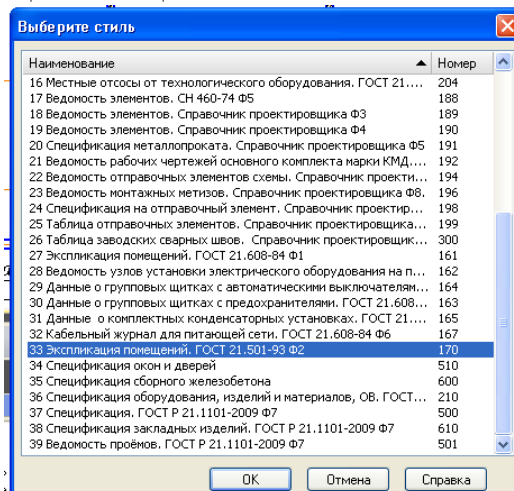 Выберите стиль
Наименование Номер
16 Местные отсосы от технологического оборудования. ГОСТ 21.... 204
17 Ведомость элементов. СН 460-74 Ф5 188
18 Ведомость элементов. Справочник проектировщика Ф3 189
19 Ведомость элементов. Справочник проектировщика Ф4 190
20 Спецификация металлопроката. Справочник проектировщика Ф5 191
21 Ведомость рабочих чертежей основного комплекта марки КМД.... 192
22 Ведомость отправочных элементов схемы. Справочник проекти... 194
23 Ведомость монтажных метизов. Справочник проектировщика Ф8. 196
24 Спецификация на отправочный элемент. Справочник проектир... 198
25 Таблица отправочных элементов. Справочник проектировщика... 199
26 Таблица заводских сварных швов. Справочник проектировщик... 300
27 Экспликация помещений. ГОСТ 21.608-84 Ф1 161
28 Ведомость узлов установки электрического оборудования на п... 162
29 Данные о групповых щитках с автоматическими выключателям... 164
30 Данные о групповых щитках с предохранителями. ГОСТ 21.608... 163
31 Данные о комплектных конденсаторных установках. ГОСТ 21.... 165
32 Кабельный журнал для питающей сети. ГОСТ 21.608-84 Ф6 167
33 Экспликация помещений. ГОСТ 21.501-93 Ф2 170
34 Спецификация окон и дверей 510
35 Спецификация сборного железобетона 600
36 Спецификация оборудования, изделий и материалов, ОВ. ГОСТ... 210
37 Спецификация. ГОСТ Р 21.1101-2009 Ф7 500
38 Спецификация закладных изделий. ГОСТ Р 21.1101-2009 Ф7 610
39 Ведомость проёмов. ГОСТ Р 21.1101-2009 Ф7 501
OK Отмена Справка